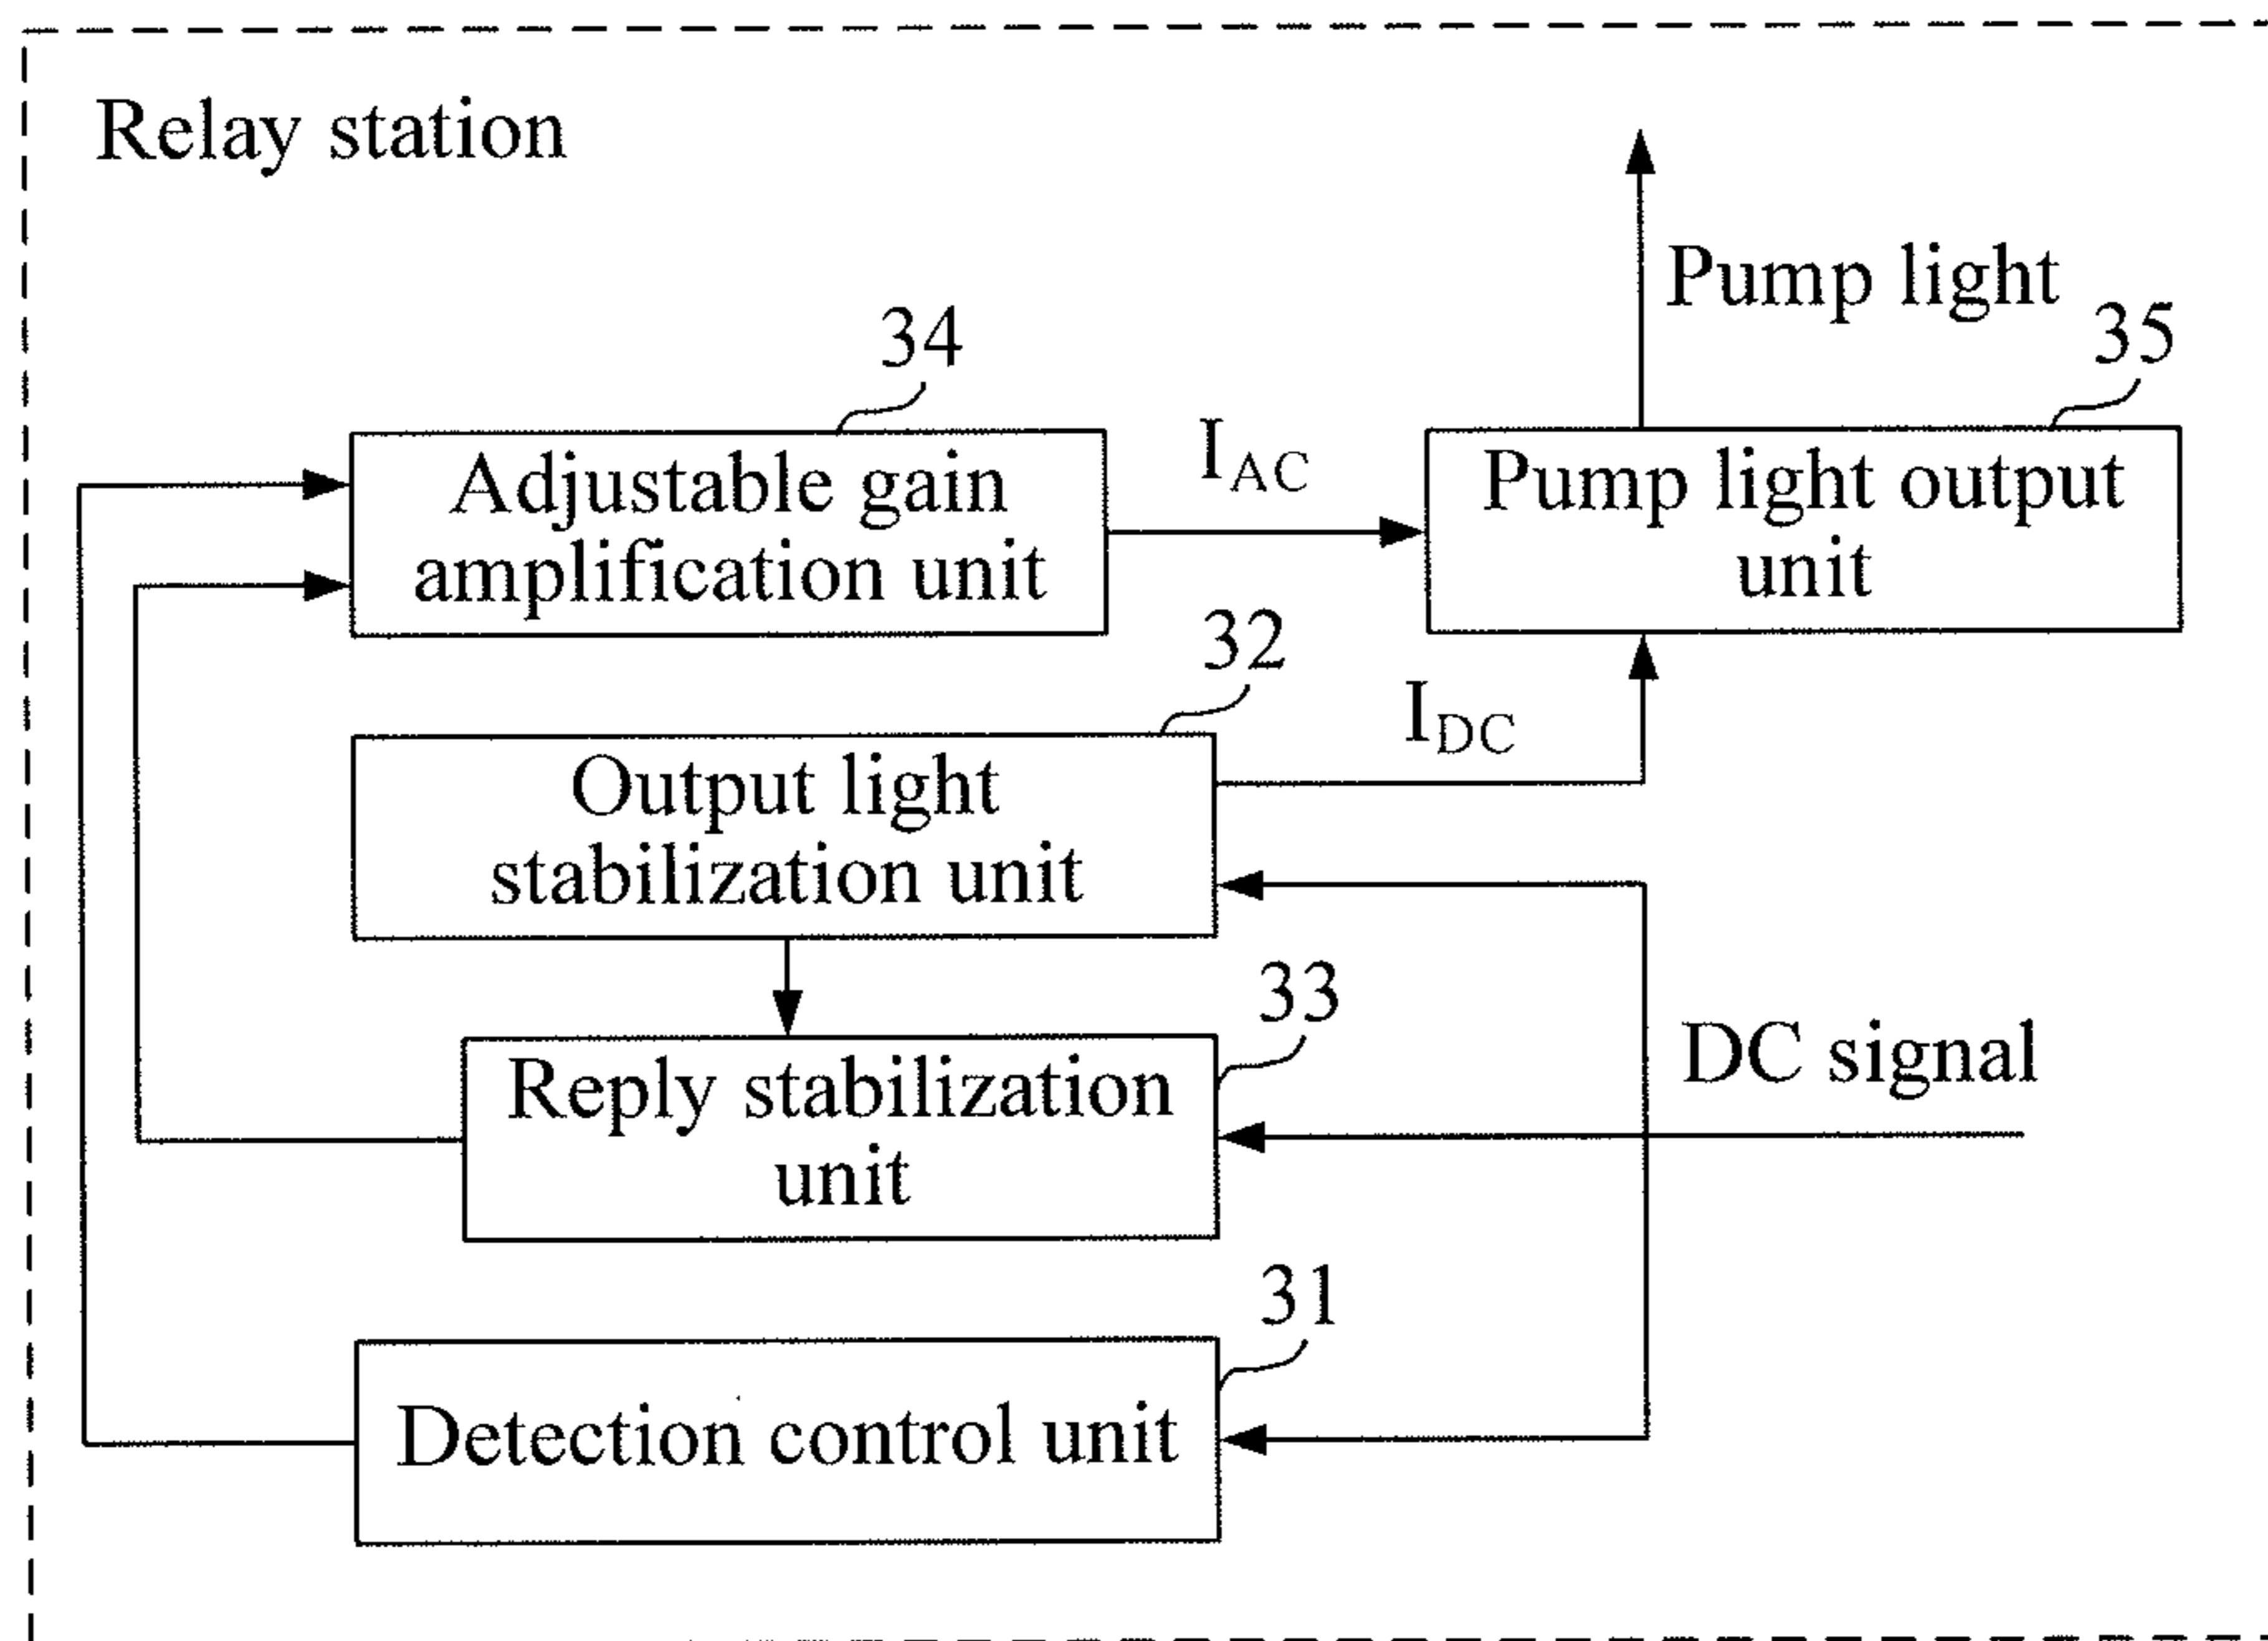 Relay station
Pump light
34
35
Adjustable gain
amplification unit
I_AC
Pump light output
unit
32
Output light
stabilization unit
I_DC
33
Reply stabilization
unit
DC signal
31
Detection control unit